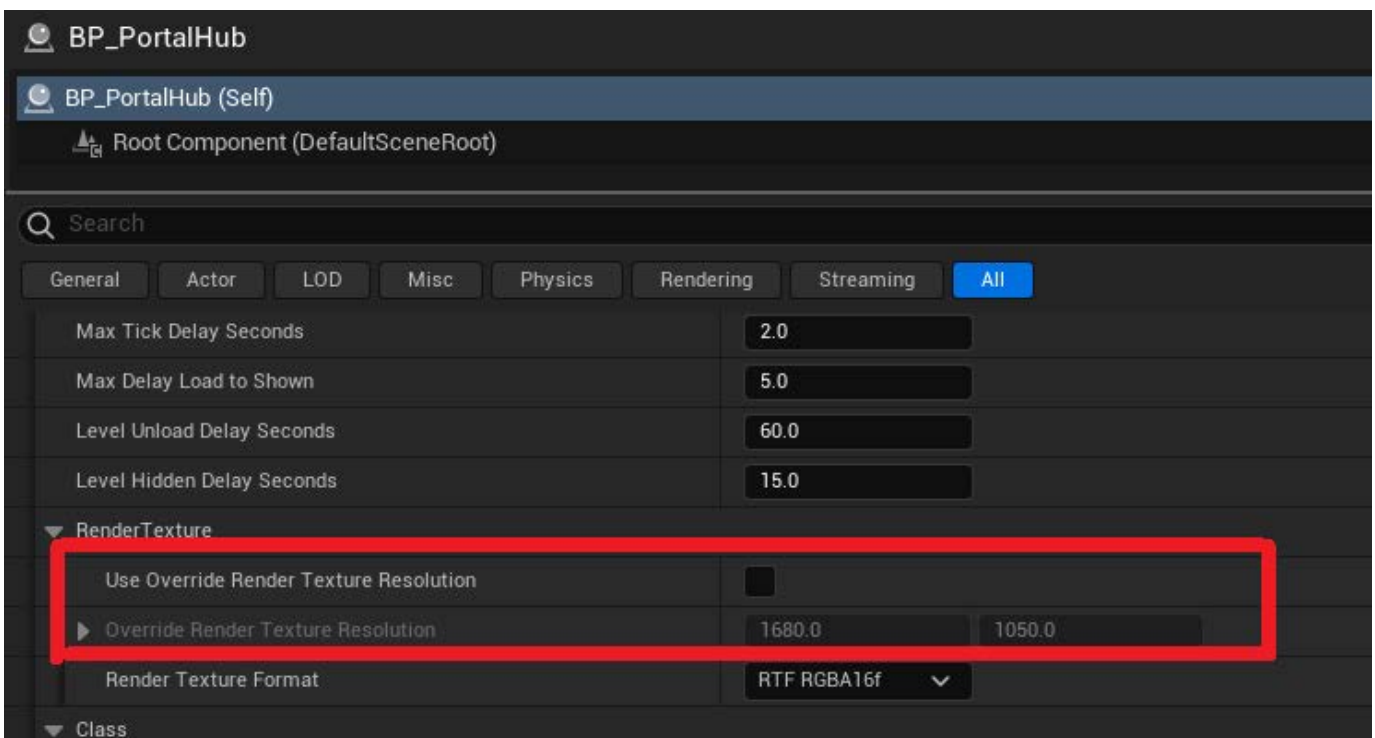 BP_PortalHub
BP_PortalHub (Self)
Root Component (DefaultSceneRoot)
Search
General Actor LOD Misc Physics Rendering Streaming All
Max Tick Delay Seconds 2.0
Max Delay Load to Shown 5.0
Level Unload Delay Seconds 60.0
Level Hidden Delay Seconds 15.0
RenderTexture
Use Override Render Texture Resolution
Override Render Texture Resolution 1680.0 1050.0
Render Texture Format RTF RGBA16f
Class